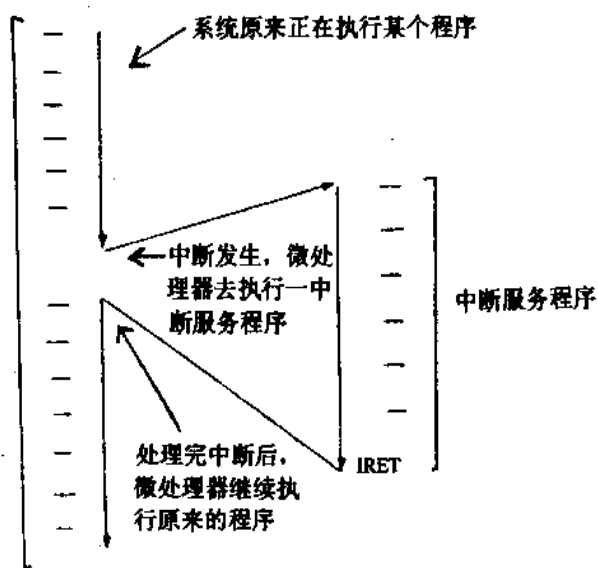 系统原来正在执行某个程序
中断发生，微处
理器去执行一中
断服务程序
中断服务程序
IRET
处理完中断后，
微处理器继续执
行原来的程序